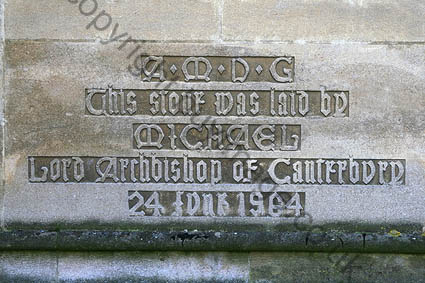 A·M·D·G
This stone was laid by
MICHAEL
Lord Archbishop of Canterbury
24 June 1964